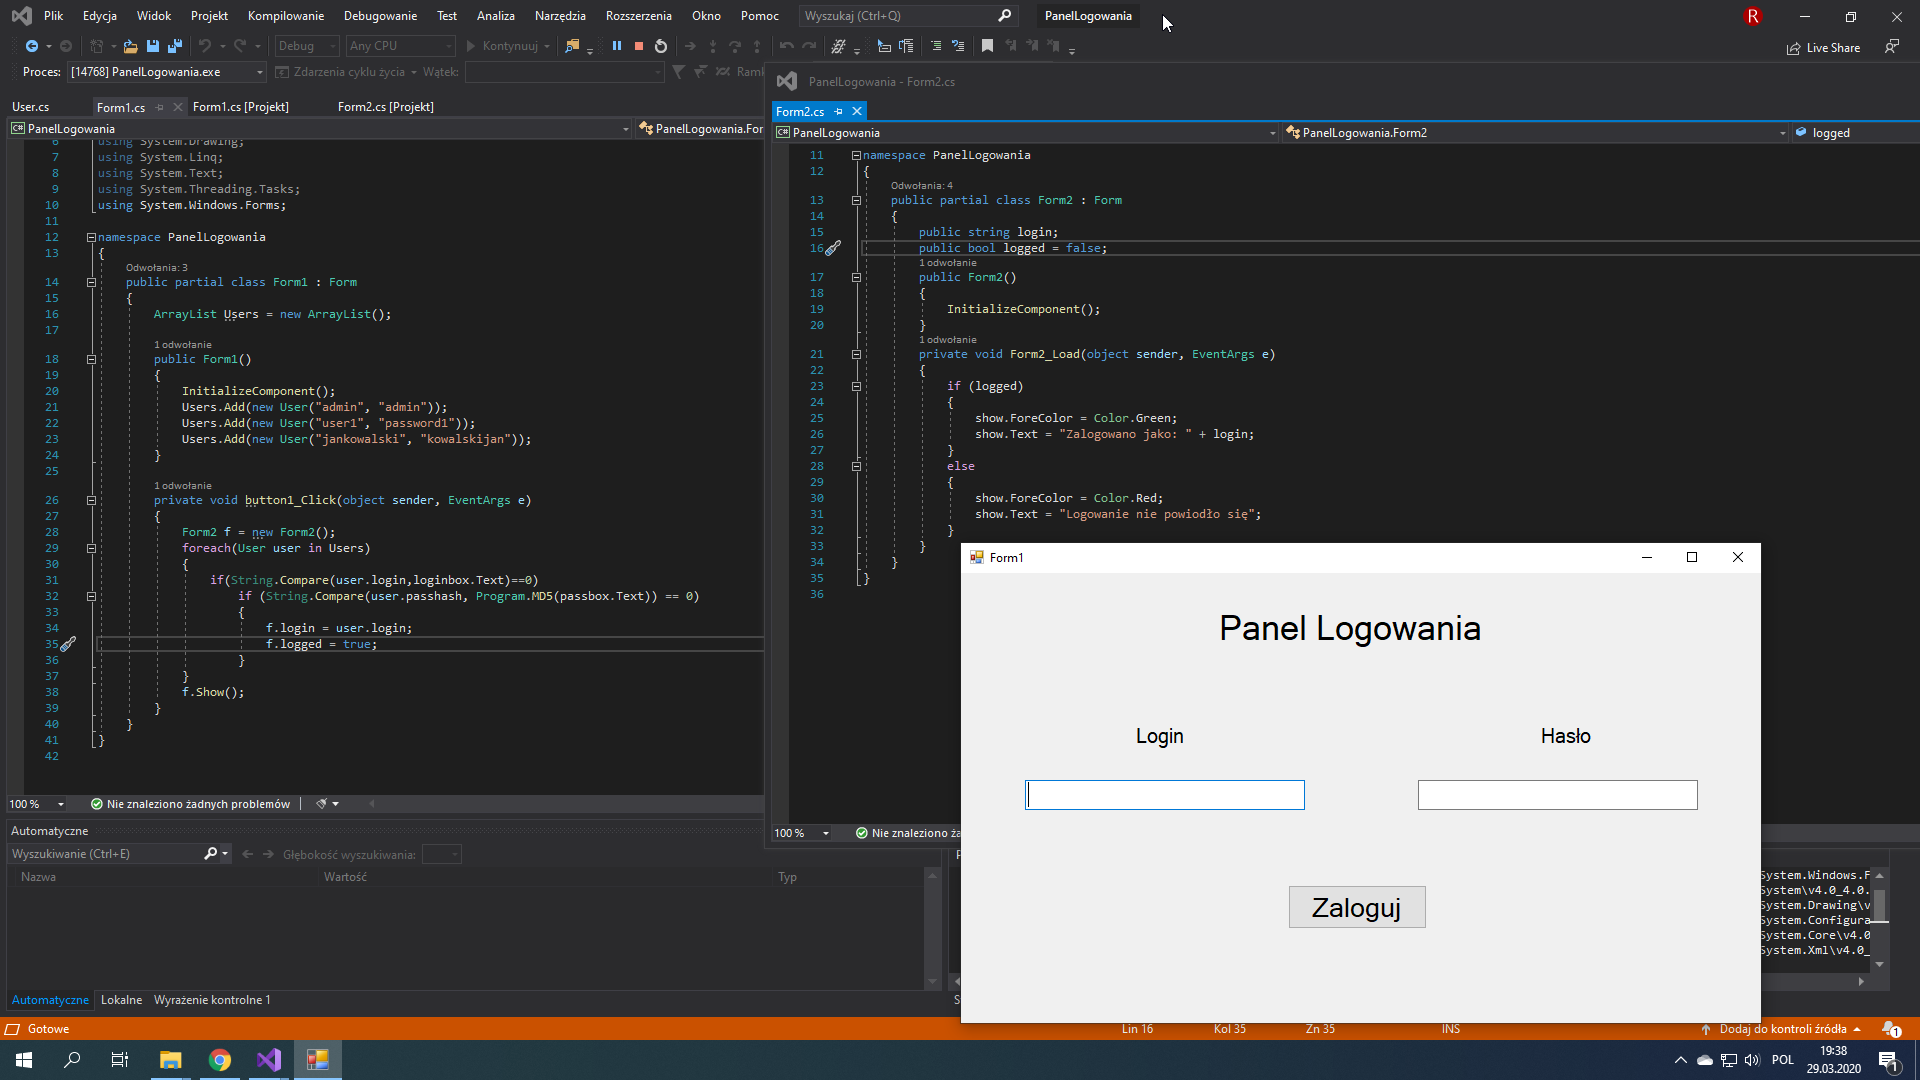 Plik Edycja Widok Projekt Kompilowanie Debugowanie Test Analiza Narzędzia Rozszerzenia Okno Pomoc Wyszukaj (Ctrl+Q) PanelLogowania R
Debug Any CPU Kontynuuj Live Share
Proces: [14768] PanelLogowania.exe Zdarzenia cyklu życia Wątek:
User.cs Form1.cs Form1.cs [Projekt] Form2.cs [Projekt]
C# PanelLogowania PanelLogowania.For
6 using System.Drawing;
7 using System.Linq;
8 using System.Text;
9 using System.Threading.Tasks;
10 using System.Windows.Forms;
11
12 namespace PanelLogowania
13 {
Odwołania: 3
14 public partial class Form1 : Form
15 {
16 ArrayList Users = new ArrayList();
17
1 odwołanie
18 public Form1()
19 {
20 InitializeComponent();
21 Users.Add(new User("admin", "admin"));
22 Users.Add(new User("user1", "password1"));
23 Users.Add(new User("jankowalski", "kowalskijan"));
24 }
25
1 odwołanie
26 private void button1_Click(object sender, EventArgs e)
27 {
28 Form2 f = new Form2();
29 foreach(User user in Users)
30 {
31 if(String.Compare(user.login,loginbox.Text)==0)
32 if (String.Compare(user.passhash, Program.MD5(passbox.Text)) == 0)
33 {
34 f.login = user.login;
35 f.logged = true;
36 }
37 }
38 f.Show();
39 }
40 }
41 }
42
100 % Nie znaleziono żadnych problemów
PanelLogowania - Form2.cs
Form2.cs
C# PanelLogowania PanelLogowania.Form2 logged
11 namespace PanelLogowania
12 {
Odwołania: 4
13 public partial class Form2 : Form
14 {
15 public string login;
16 public bool logged = false;
1 odwołanie
17 public Form2()
18 {
19 InitializeComponent();
20 }
1 odwołanie
21 private void Form2_Load(object sender, EventArgs e)
22 {
23 if (logged)
24 {
25 show.ForeColor = Color.Green;
26 show.Text = "Zalogowano jako: " + login;
27 }
28 else
29 {
30 show.ForeColor = Color.Red;
31 show.Text = "Logowanie nie powiodło się";
32 }
33 }
34 }
35 }
36
100 % Nie znaleziono ża
Form1
Panel Logowania
Login Hasło
Zaloguj
Automatyczne
Wyszukiwanie (Ctrl+E) Głębokość wyszukiwania:
Nazwa Wartość Typ
System.Windows.F
System\v4.0_4.0.
System.Drawing\v
System.Configura
System.Core\v4.0
System.Xml\v4.0_
Automatyczne Lokalne Wyrażenie kontrolne 1
Gotowe Lin 16 Kol 35 Zn 35 INS Dodaj do kontroli źródła 1
POL 19:38
29.03.2020 1